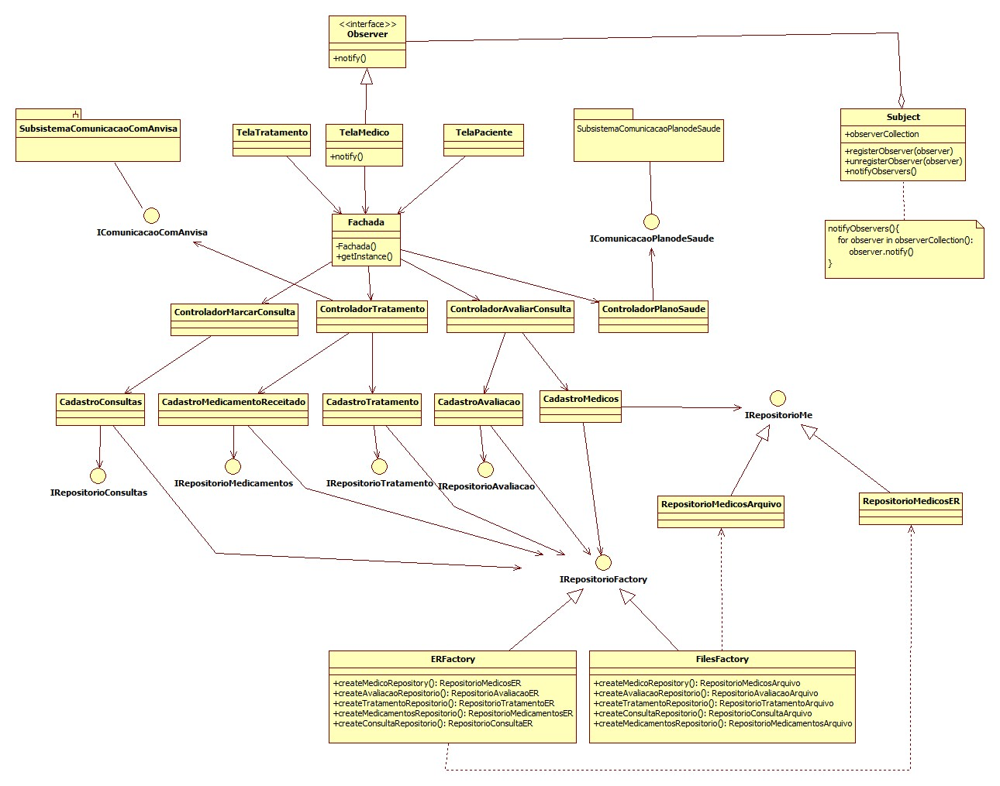 <<interface>>
Observer
+notify()
SubsistemaComunicacaoComAnvisa
TelaTratamento
TelaMedico
+notify()
TelaPaciente
SubsistemaComunicacaoPlanodeSaude
Subject
+observerCollection
+registerObserver(observer)
+unregisterObserver(observer)
+notifyObservers()
IComunicacaoComAnvisa
Fachada
-Fachada()
+getInstance()
IComunicacaoPlanodeSaude
notifyObservers(){
for observer in observerCollection():
observer.notify()
}
ControladorMarcarConsulta
ControladorTratamento
ControladorAvaliarConsulta
ControladorPlanoSaude
CadastroConsultas
CadastroMedicamentoReceitado
CadastroTratamento
CadastroAvaliacao
CadastroMedicos
IRepositorioMe
IRepositorioConsultas
IRepositorioMedicamentos
IRepositorioTratamento
IRepositorioAvaliacao
RepositorioMedicosArquivo
RepositorioMedicosER
IRepositorioFactory
ERFactory
+createMedicoRepository(): RepositorioMedicosER
+createAvaliacaoRepositorio(): RepositorioAvaliacaoER
+createTratamentoRepositorio(): RepositorioTratamentoER
+createMedicamentosRepositorio(): RepositorioMedicamentosER
+createConsultaRepositorio(): RepositorioConsultaER
FilesFactory
+createMedicoRepository(): RepositorioMedicosArquivo
+createAvaliacaoRepositorio(): RepositorioAvaliacaoArquivo
+createTratamentoRepositorio(): RepositorioTratamentoArquivo
+createConsultaRepositorio(): RepositorioConsultaArquivo
+createMedicamentosRepositorio(): RepositorioMedicamentosArquivo